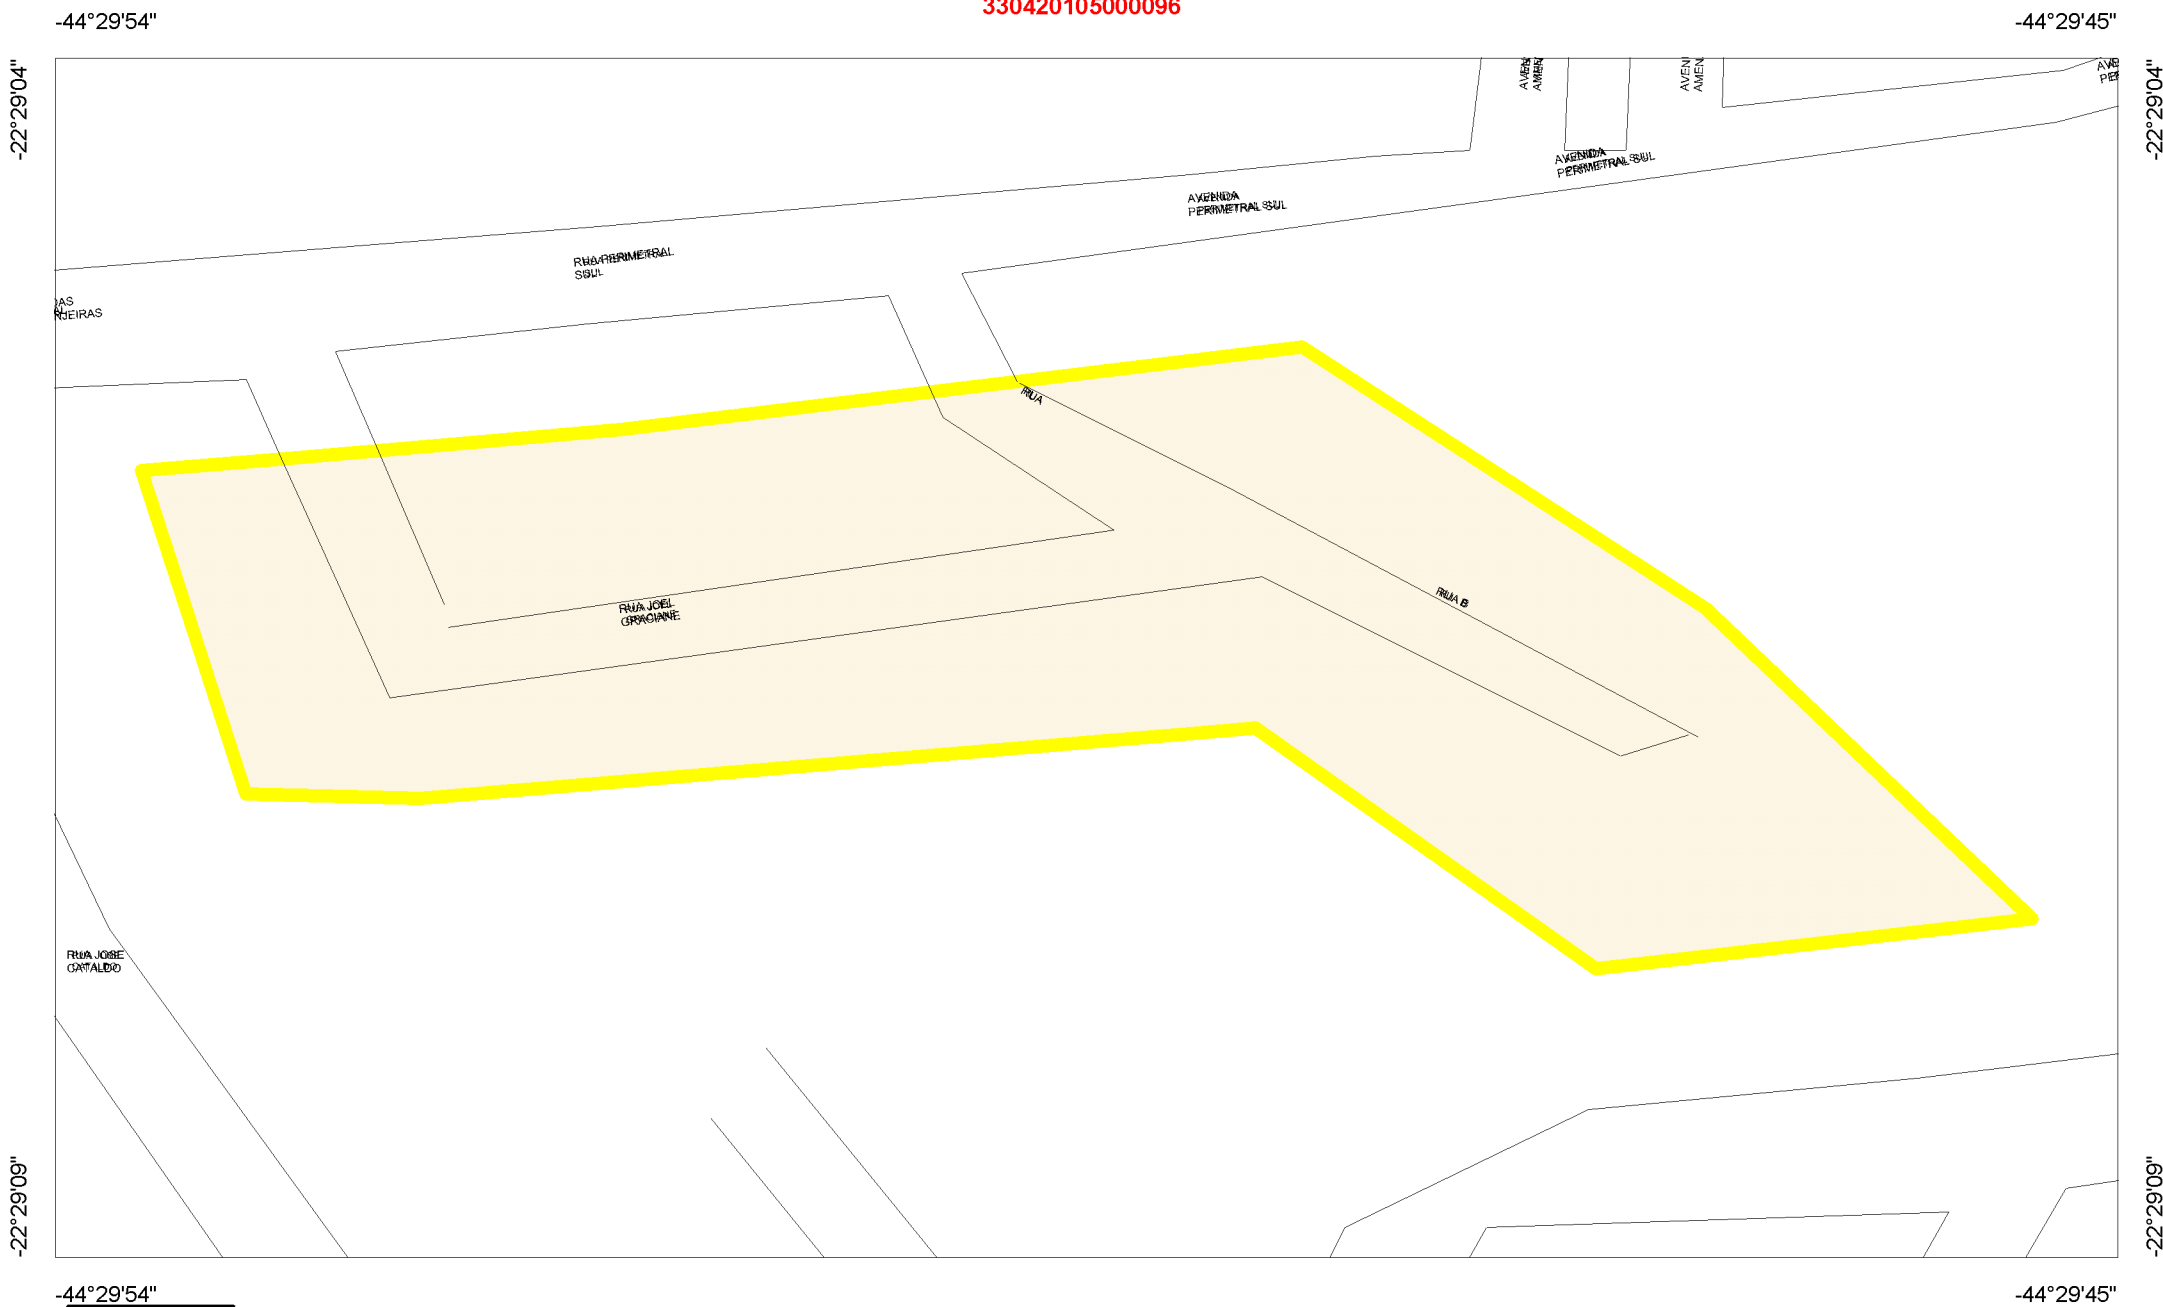 330420105000096
-44°29'54"
-44°29'45"
-22°29'04"
-22°29'04"
AVENIDA
PERIMETRAL SUL
AVENIDA
PERIMETRAL SUL
RUA PERIMETRAL
SUL
NJEIRAS
RUA
RUA B
RUA JOEL
GRACIANE
RUA JOSE
CATALDO
-22°29'09"
-22°29'09"
-44°29'54"
-44°29'45"